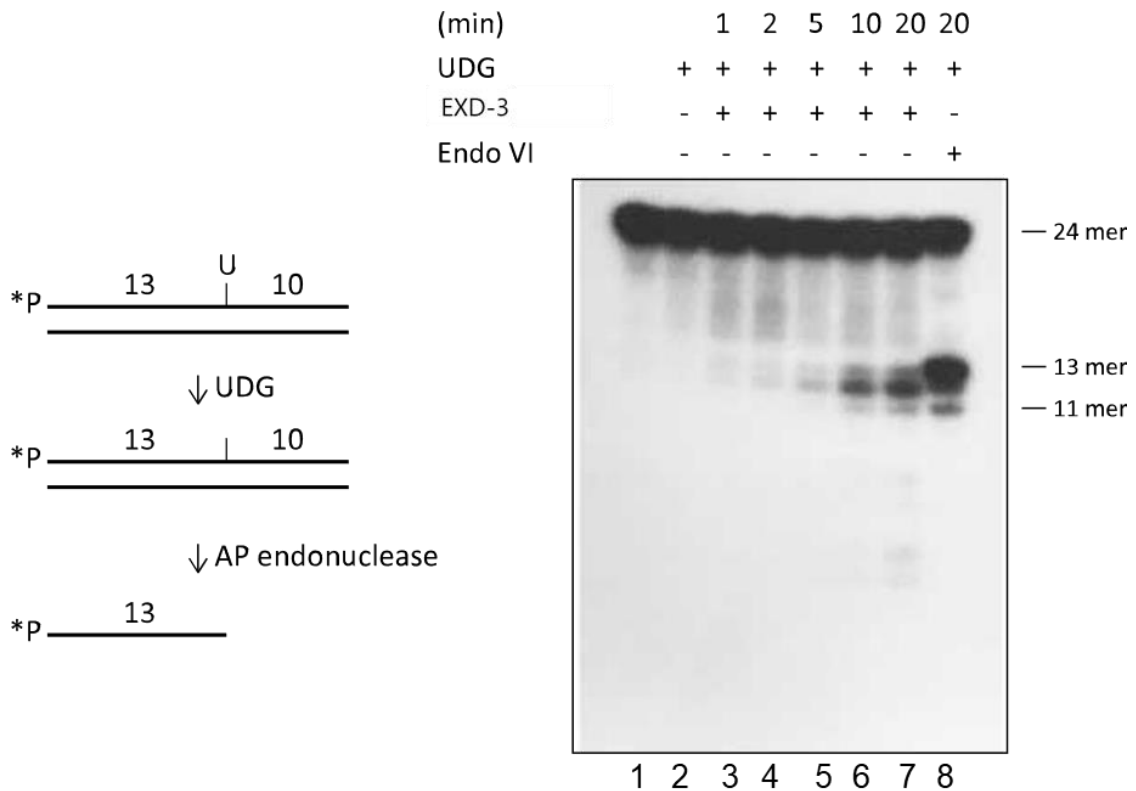 (min) 1 2 5 10 20 20
UDG + + + + + + +
EXD-3 - + + + + + -
Endo VI - - - - - - +
24 mer
13 mer
11 mer
1 2 3 4 5 6 7 8
U
13 10
*P
UDG
13 10
*P
AP endonuclease
13
*P